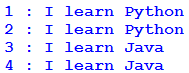 1 : I learn Python
2 : I learn Python
3 : I learn Java
4 : I learn Java